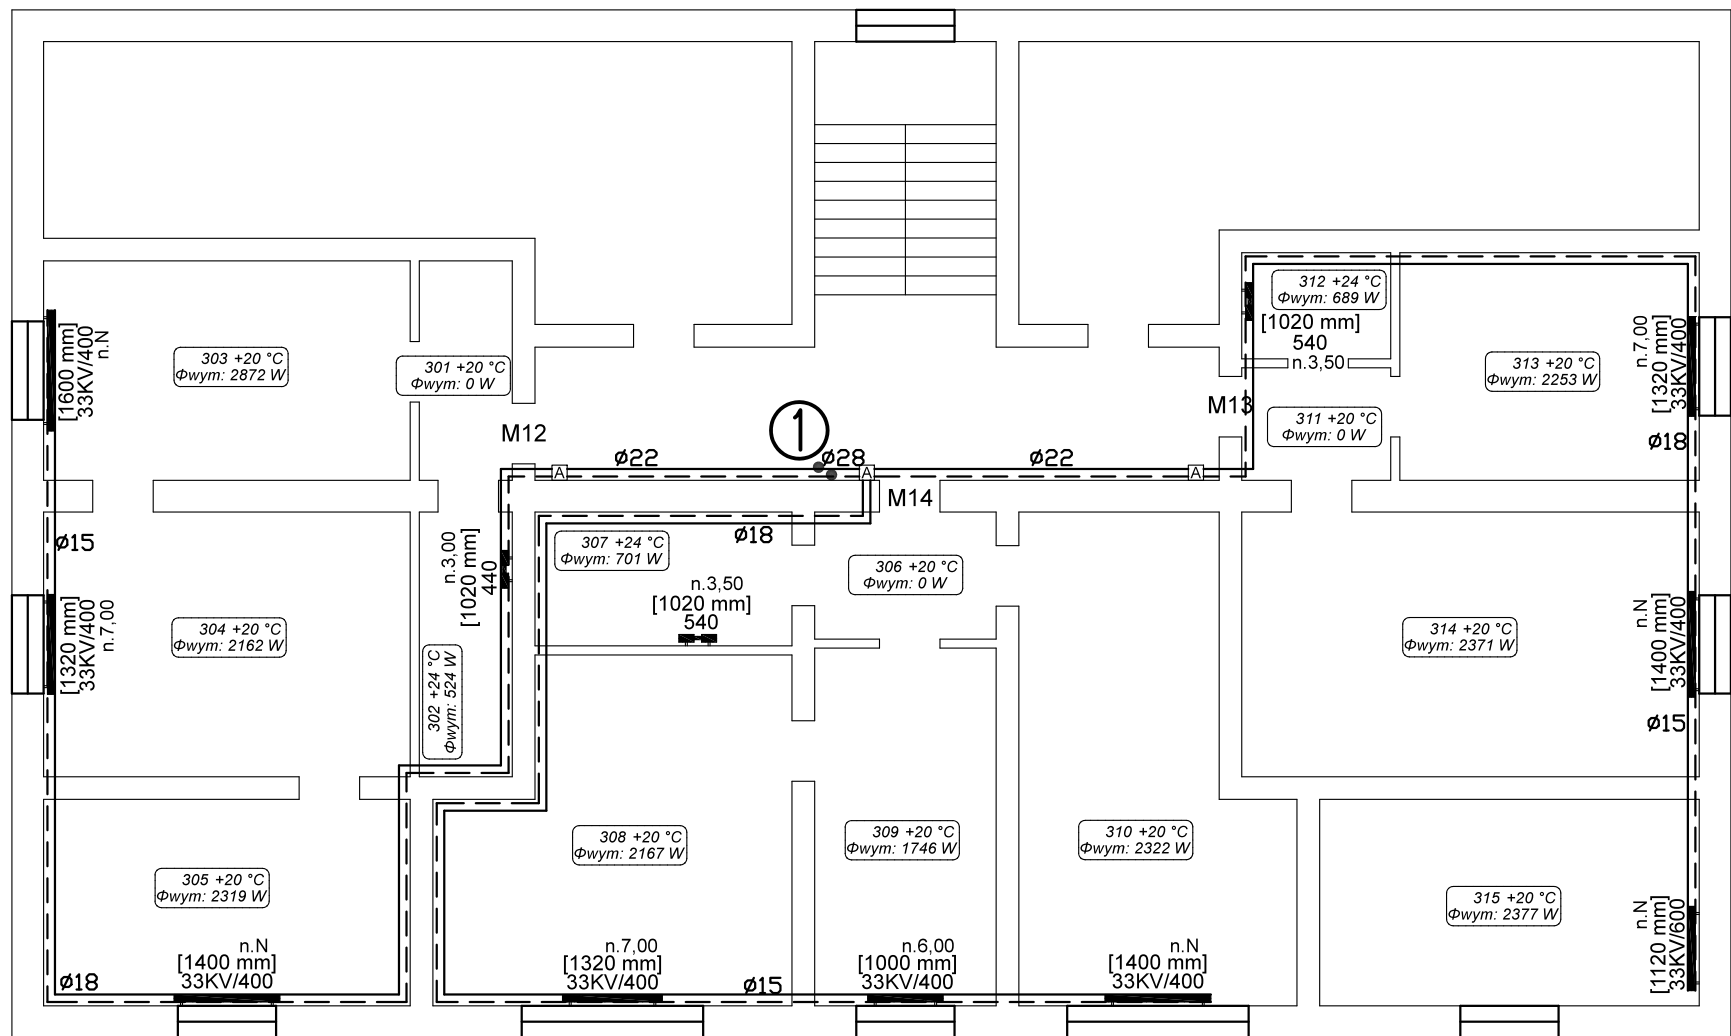 303 +20 °C
Φwym: 2872 W
301 +20 °C
Φwym: 0 W
[1600 mm]
33KV/400
n.N
M12
ø22
1
ø28
ø22
A
A
A
M14
M13
312 +24 °C
Φwym: 689 W
[1020 mm]
540
n.3,50
311 +20 °C
Φwym: 0 W
313 +20 °C
Φwym: 2253 W
n.7,00
[1320 mm]
33KV/400
ø18
ø15
[1320 mm]
33KV/400
n.7,00
304 +20 °C
Φwym: 2162 W
n.3,00
[1020 mm]
440
302 +24 °C
Φwym: 524 W
307 +24 °C
Φwym: 701 W
ø18
n.3,50
[1020 mm]
540
306 +20 °C
Φwym: 0 W
314 +20 °C
Φwym: 2371 W
n.N
[1400 mm]
33KV/400
ø15
305 +20 °C
Φwym: 2319 W
ø18
n.N
[1400 mm]
33KV/400
308 +20 °C
Φwym: 2167 W
n.7,00
[1320 mm]
33KV/400
ø15
309 +20 °C
Φwym: 1746 W
n.6,00
[1000 mm]
33KV/400
310 +20 °C
Φwym: 2322 W
n.N
[1400 mm]
33KV/400
315 +20 °C
Φwym: 2377 W
n.N
[1120 mm]
33KV/600